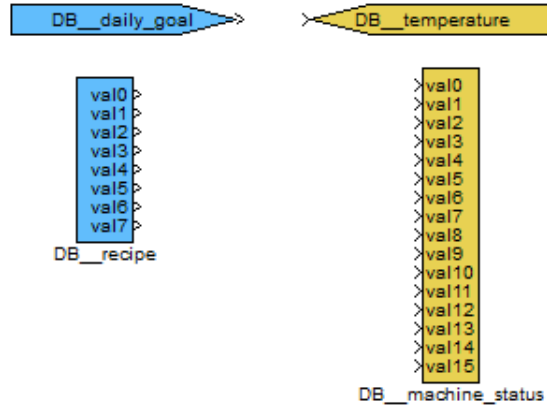 DB__daily_goal
DB__temperature
val0
val1
val2
val3
val4
val5
val6
val7
DB__recipe
val0
val1
val2
val3
val4
val5
val6
val7
val8
val9
val10
val11
val12
val13
val14
val15
DB__machine_status